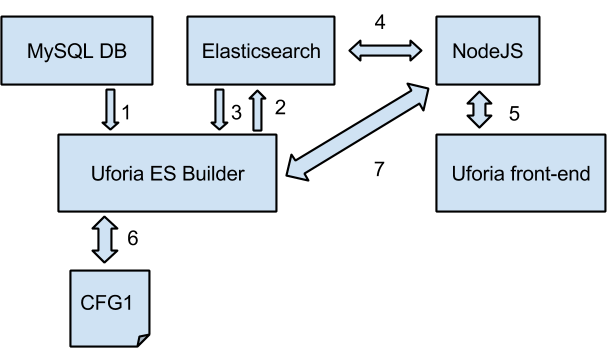 MySQL DB
Elasticsearch
4
NodeJS
1
3
2
5
Uforia ES Builder
7
Uforia front-end
6
CFG1